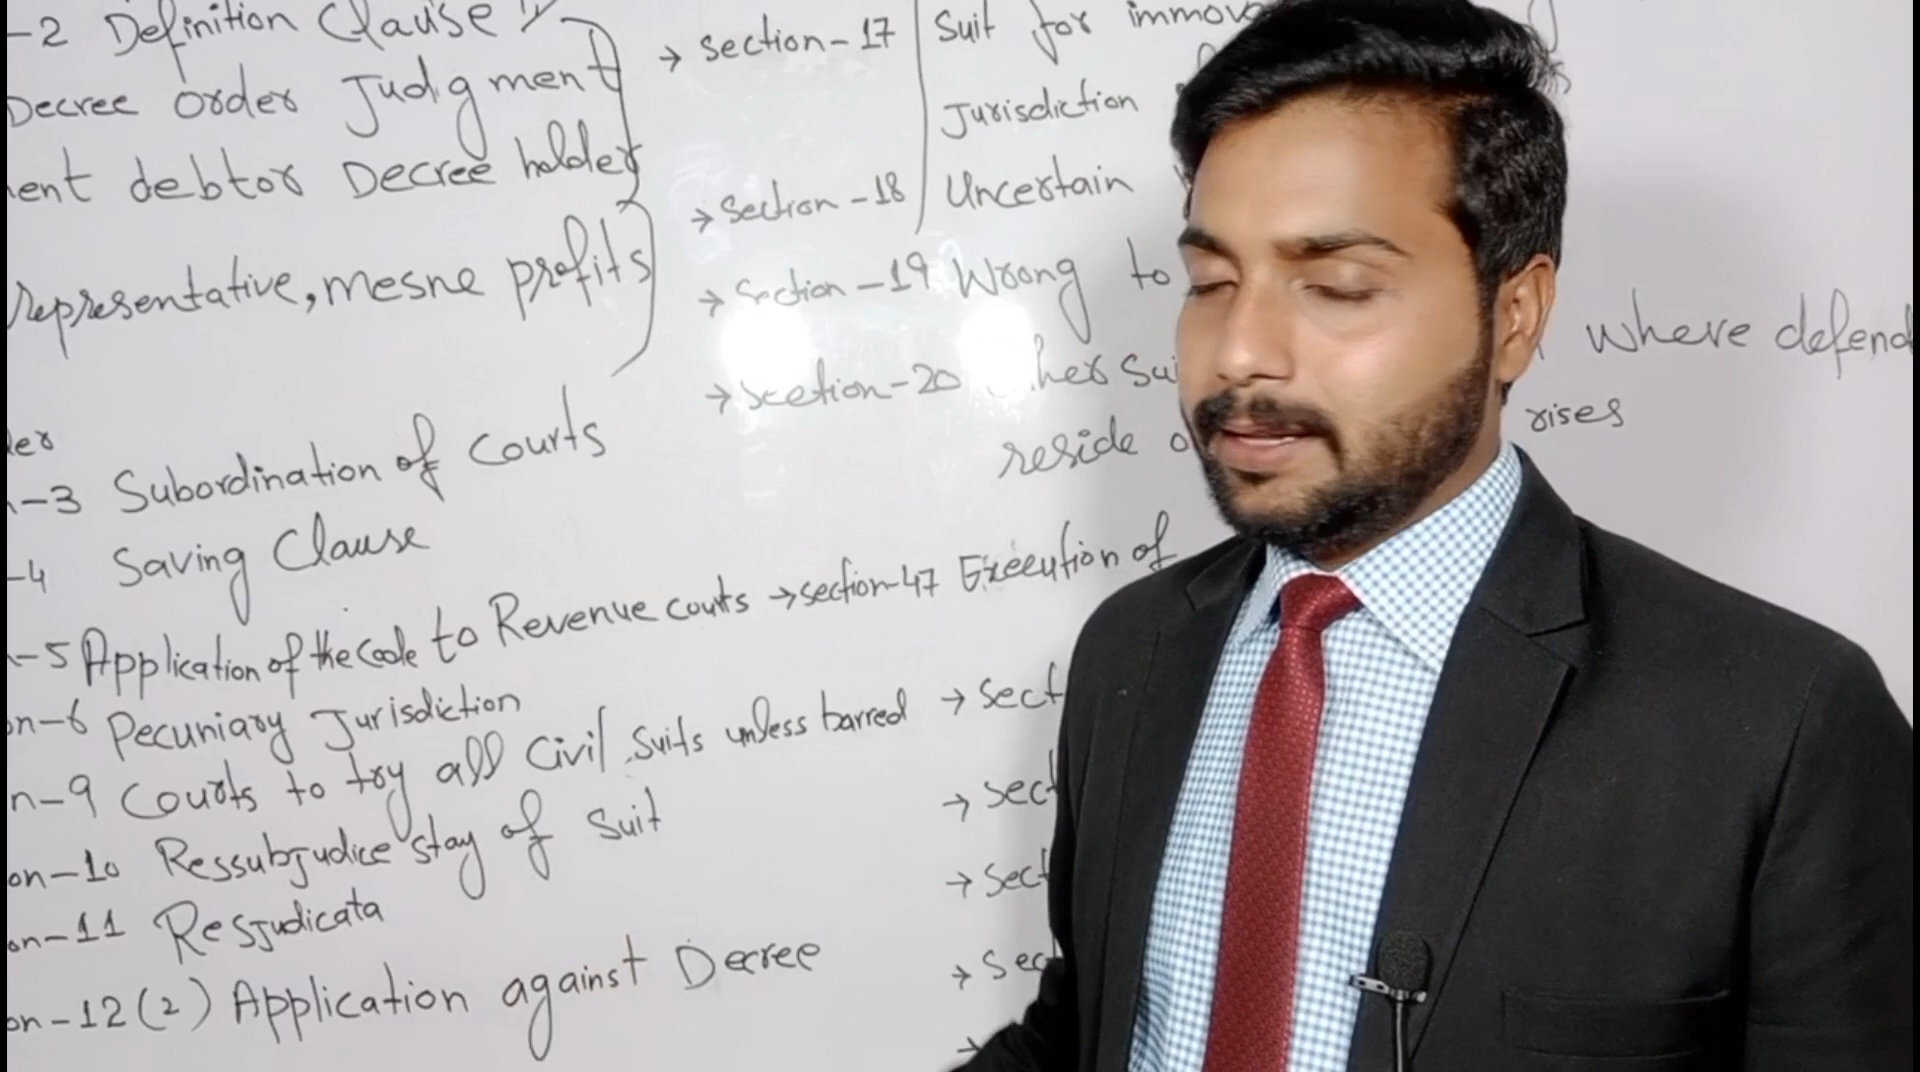 -2 Definition Clause
Decree order Judgment
ent debtor Decree holder
representative, mesne profits
der
-3 Subordination of Courts
-4 Saving Clause
-5 Application of the Code to Revenue courts
on-6 Pecuniary Jurisdiction
n-9 Courts to try all Civil Suits unless barred
on-10 Ressubjudice stay of Suit
on-11 Resjudicata
on-12(2) Application against Decree
→ Section-17 Suit for immov
Jurisdiction
→ Section-18 Uncertain
→ Section-19 Wrong to
→ Section-20 her Sui where defend
reside o rises
→ section-47 Execution of
→ Sect
→ Sect
→ Sect
→ Sec
→